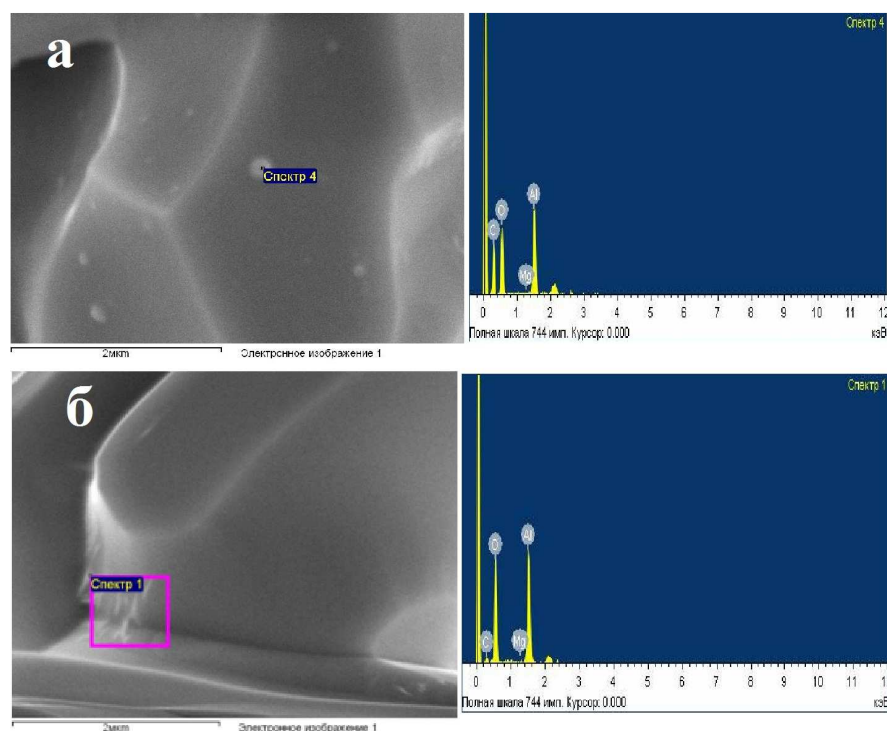 а
Спектр 4
2мкм
Электронное изображение 1
Спектр 4
C
O
Al
Mg
0 1 2 3 4 5 6 7 8 9 10 11 12
Полная шкала 744 имп. Курсор: 0.000
кэВ
б
Спектр 1
2мкм
Электронное изображение 1
Спектр 1
C
O
Mg
Al
0 1 2 3 4 5 6 7 8 9 10 11
Полная шкала 744 имп. Курсор: 0.000
кэВ